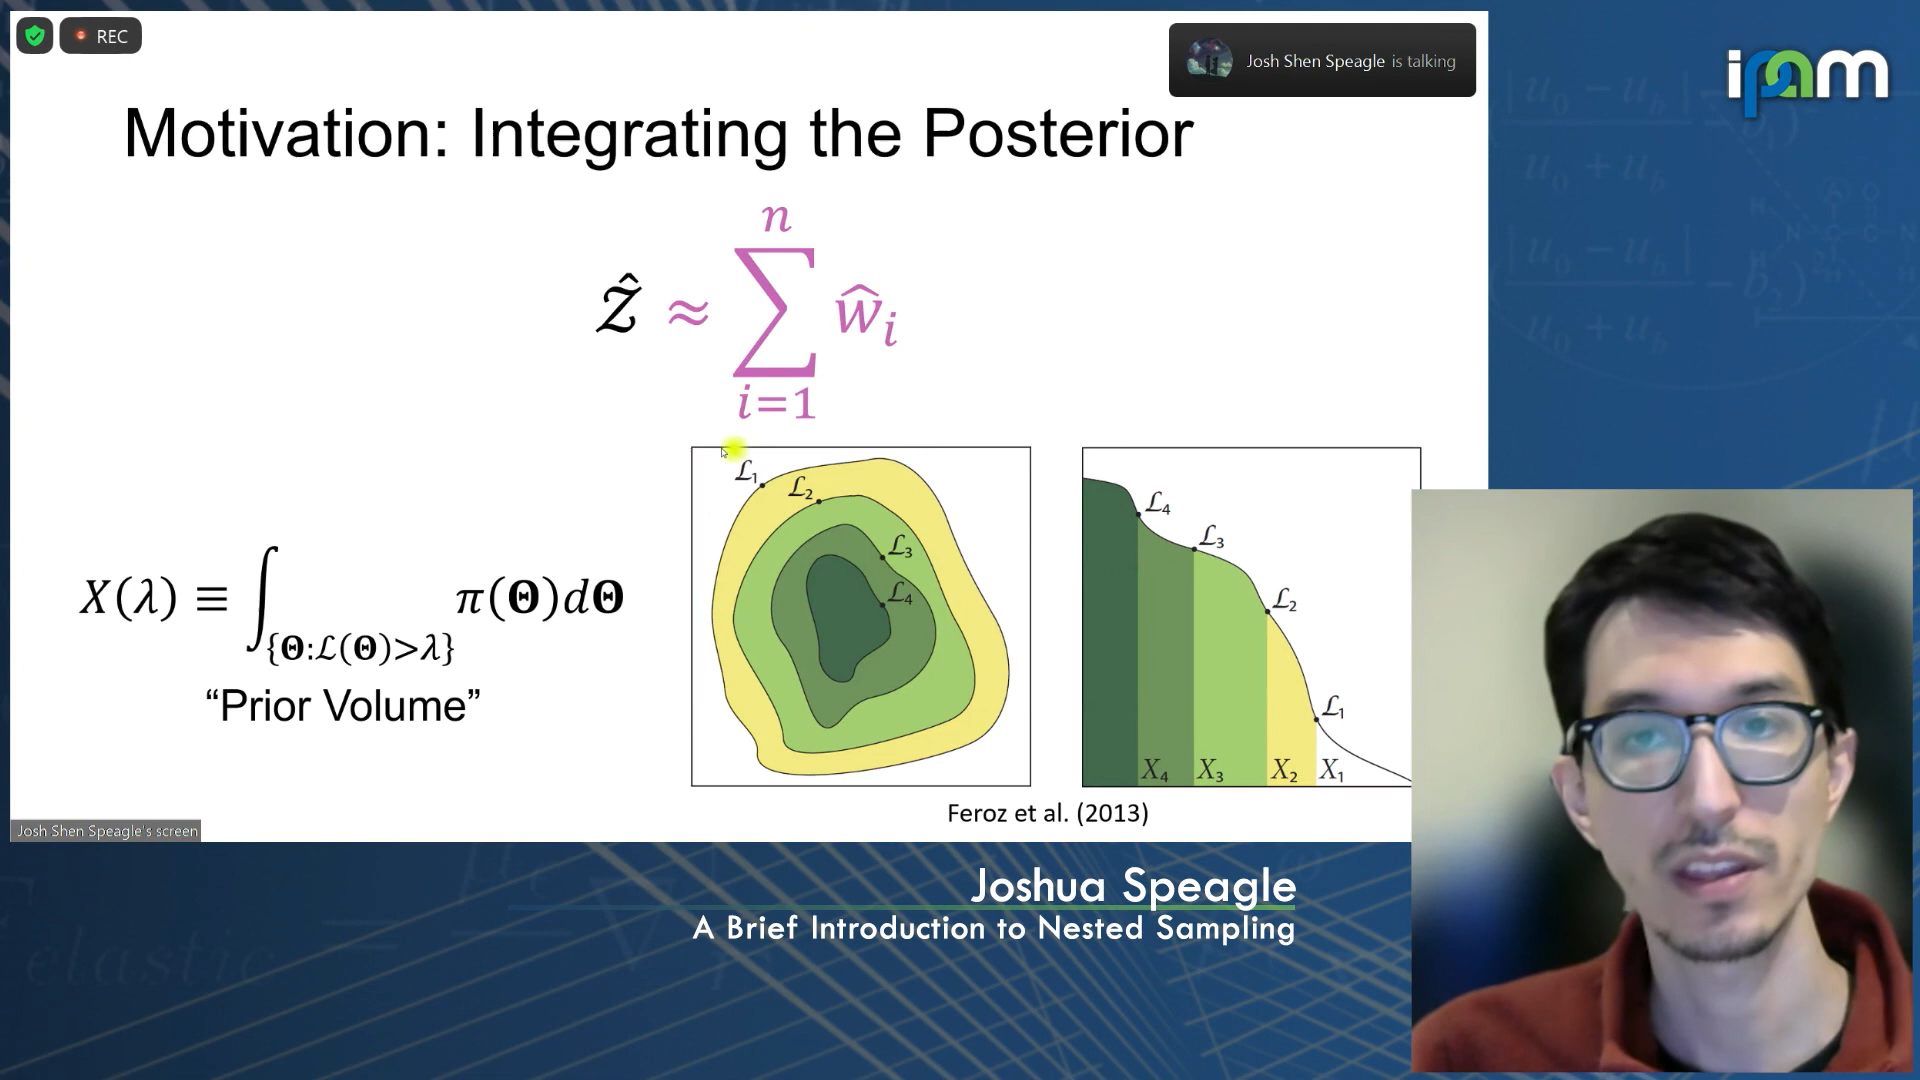 REC
Josh Shen Speagle is talking
ipam
Motivation: Integrating the Posterior
n
Ẑ ≈ ∑ ŵᵢ
i=1
X(λ) ≡ ∫ π(Θ)dΘ
{Θ:ℒ(Θ)>λ}
“Prior Volume”
ℒ₁
ℒ₂
ℒ₃
ℒ₄
ℒ₄
ℒ₃
ℒ₂
ℒ₁
X₄ X₃ X₂ X₁
Feroz et al. (2013)
Josh Shen Speagle's screen
Joshua Speagle
A Brief Introduction to Nested Sampling
elastic